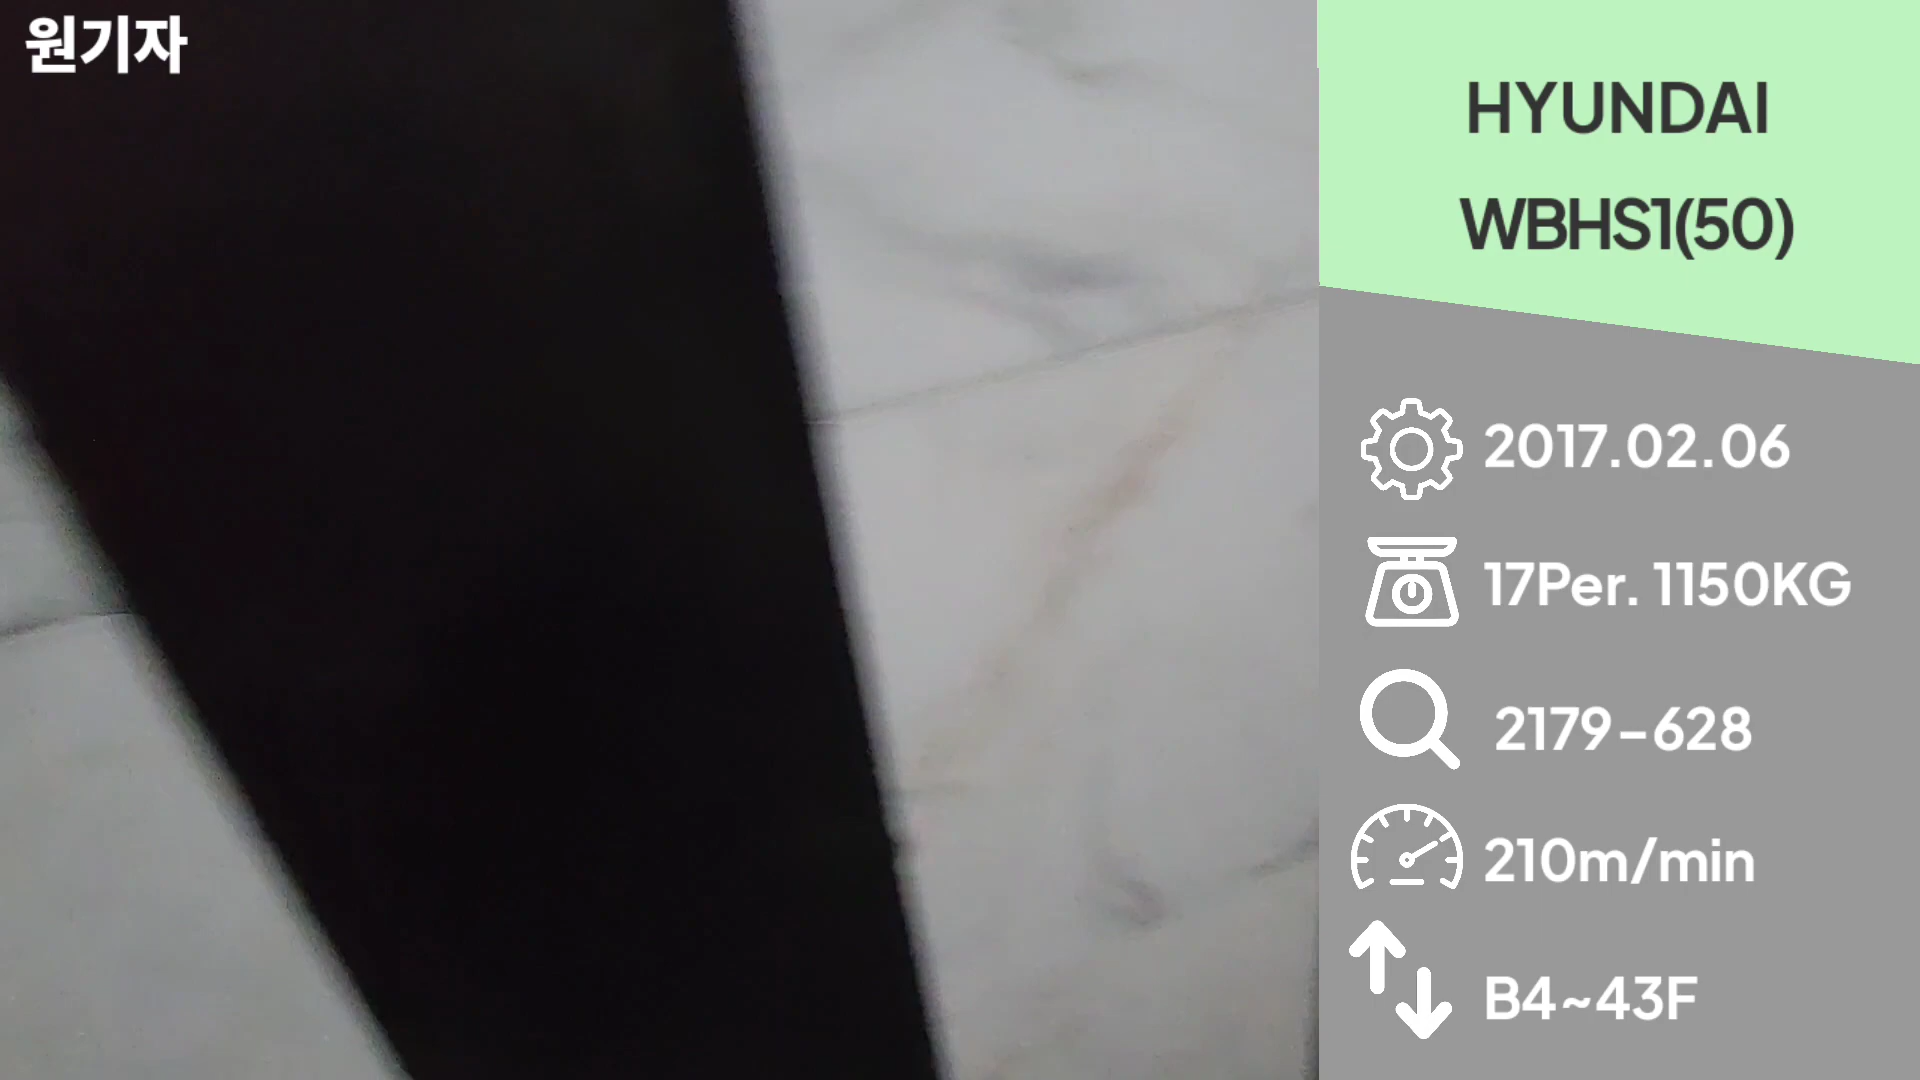 원기자
HYUNDAI
WBHS1(50)
2017.02.06
17Per. 1150KG
2179-628
210m/min
B4~43F